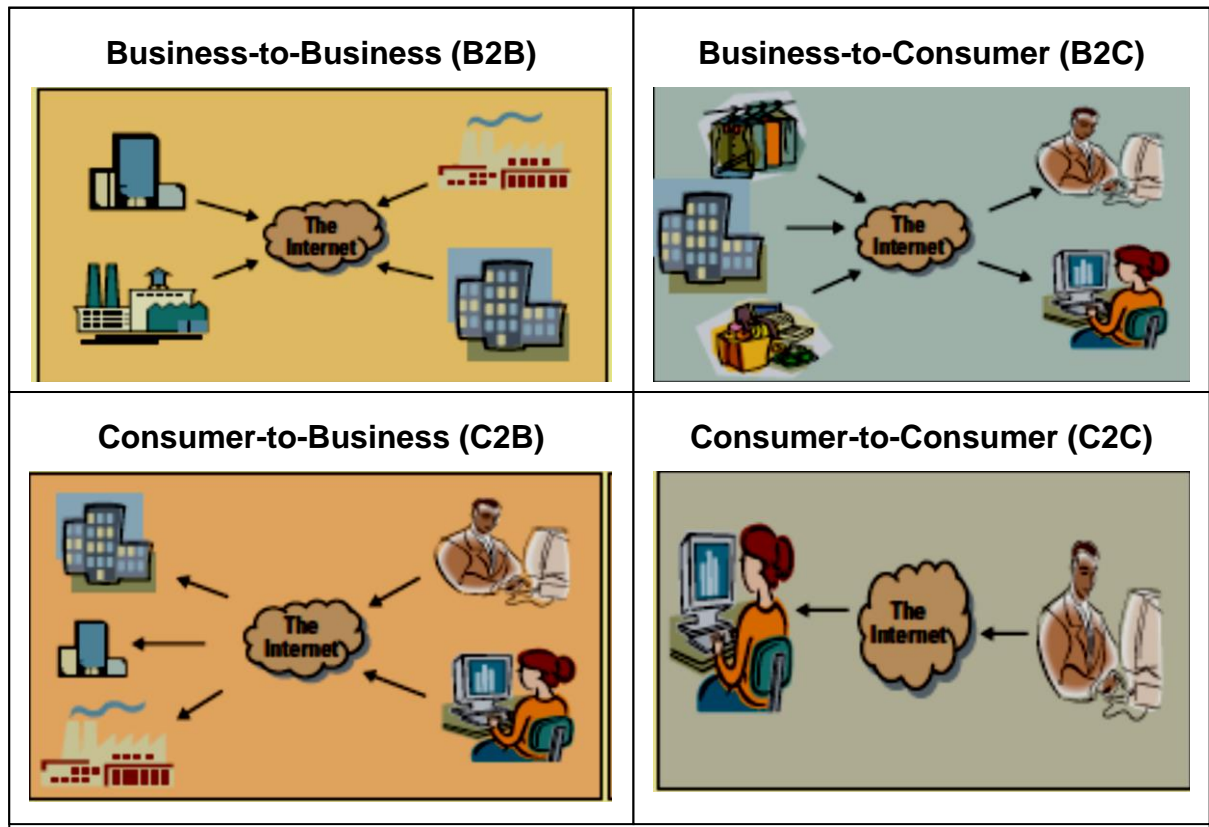 Business-to-Business (B2B)
The
Internet
Business-to-Consumer (B2C)
The
Internet
Consumer-to-Business (C2B)
The
Internet
Consumer-to-Consumer (C2C)
The
Internet